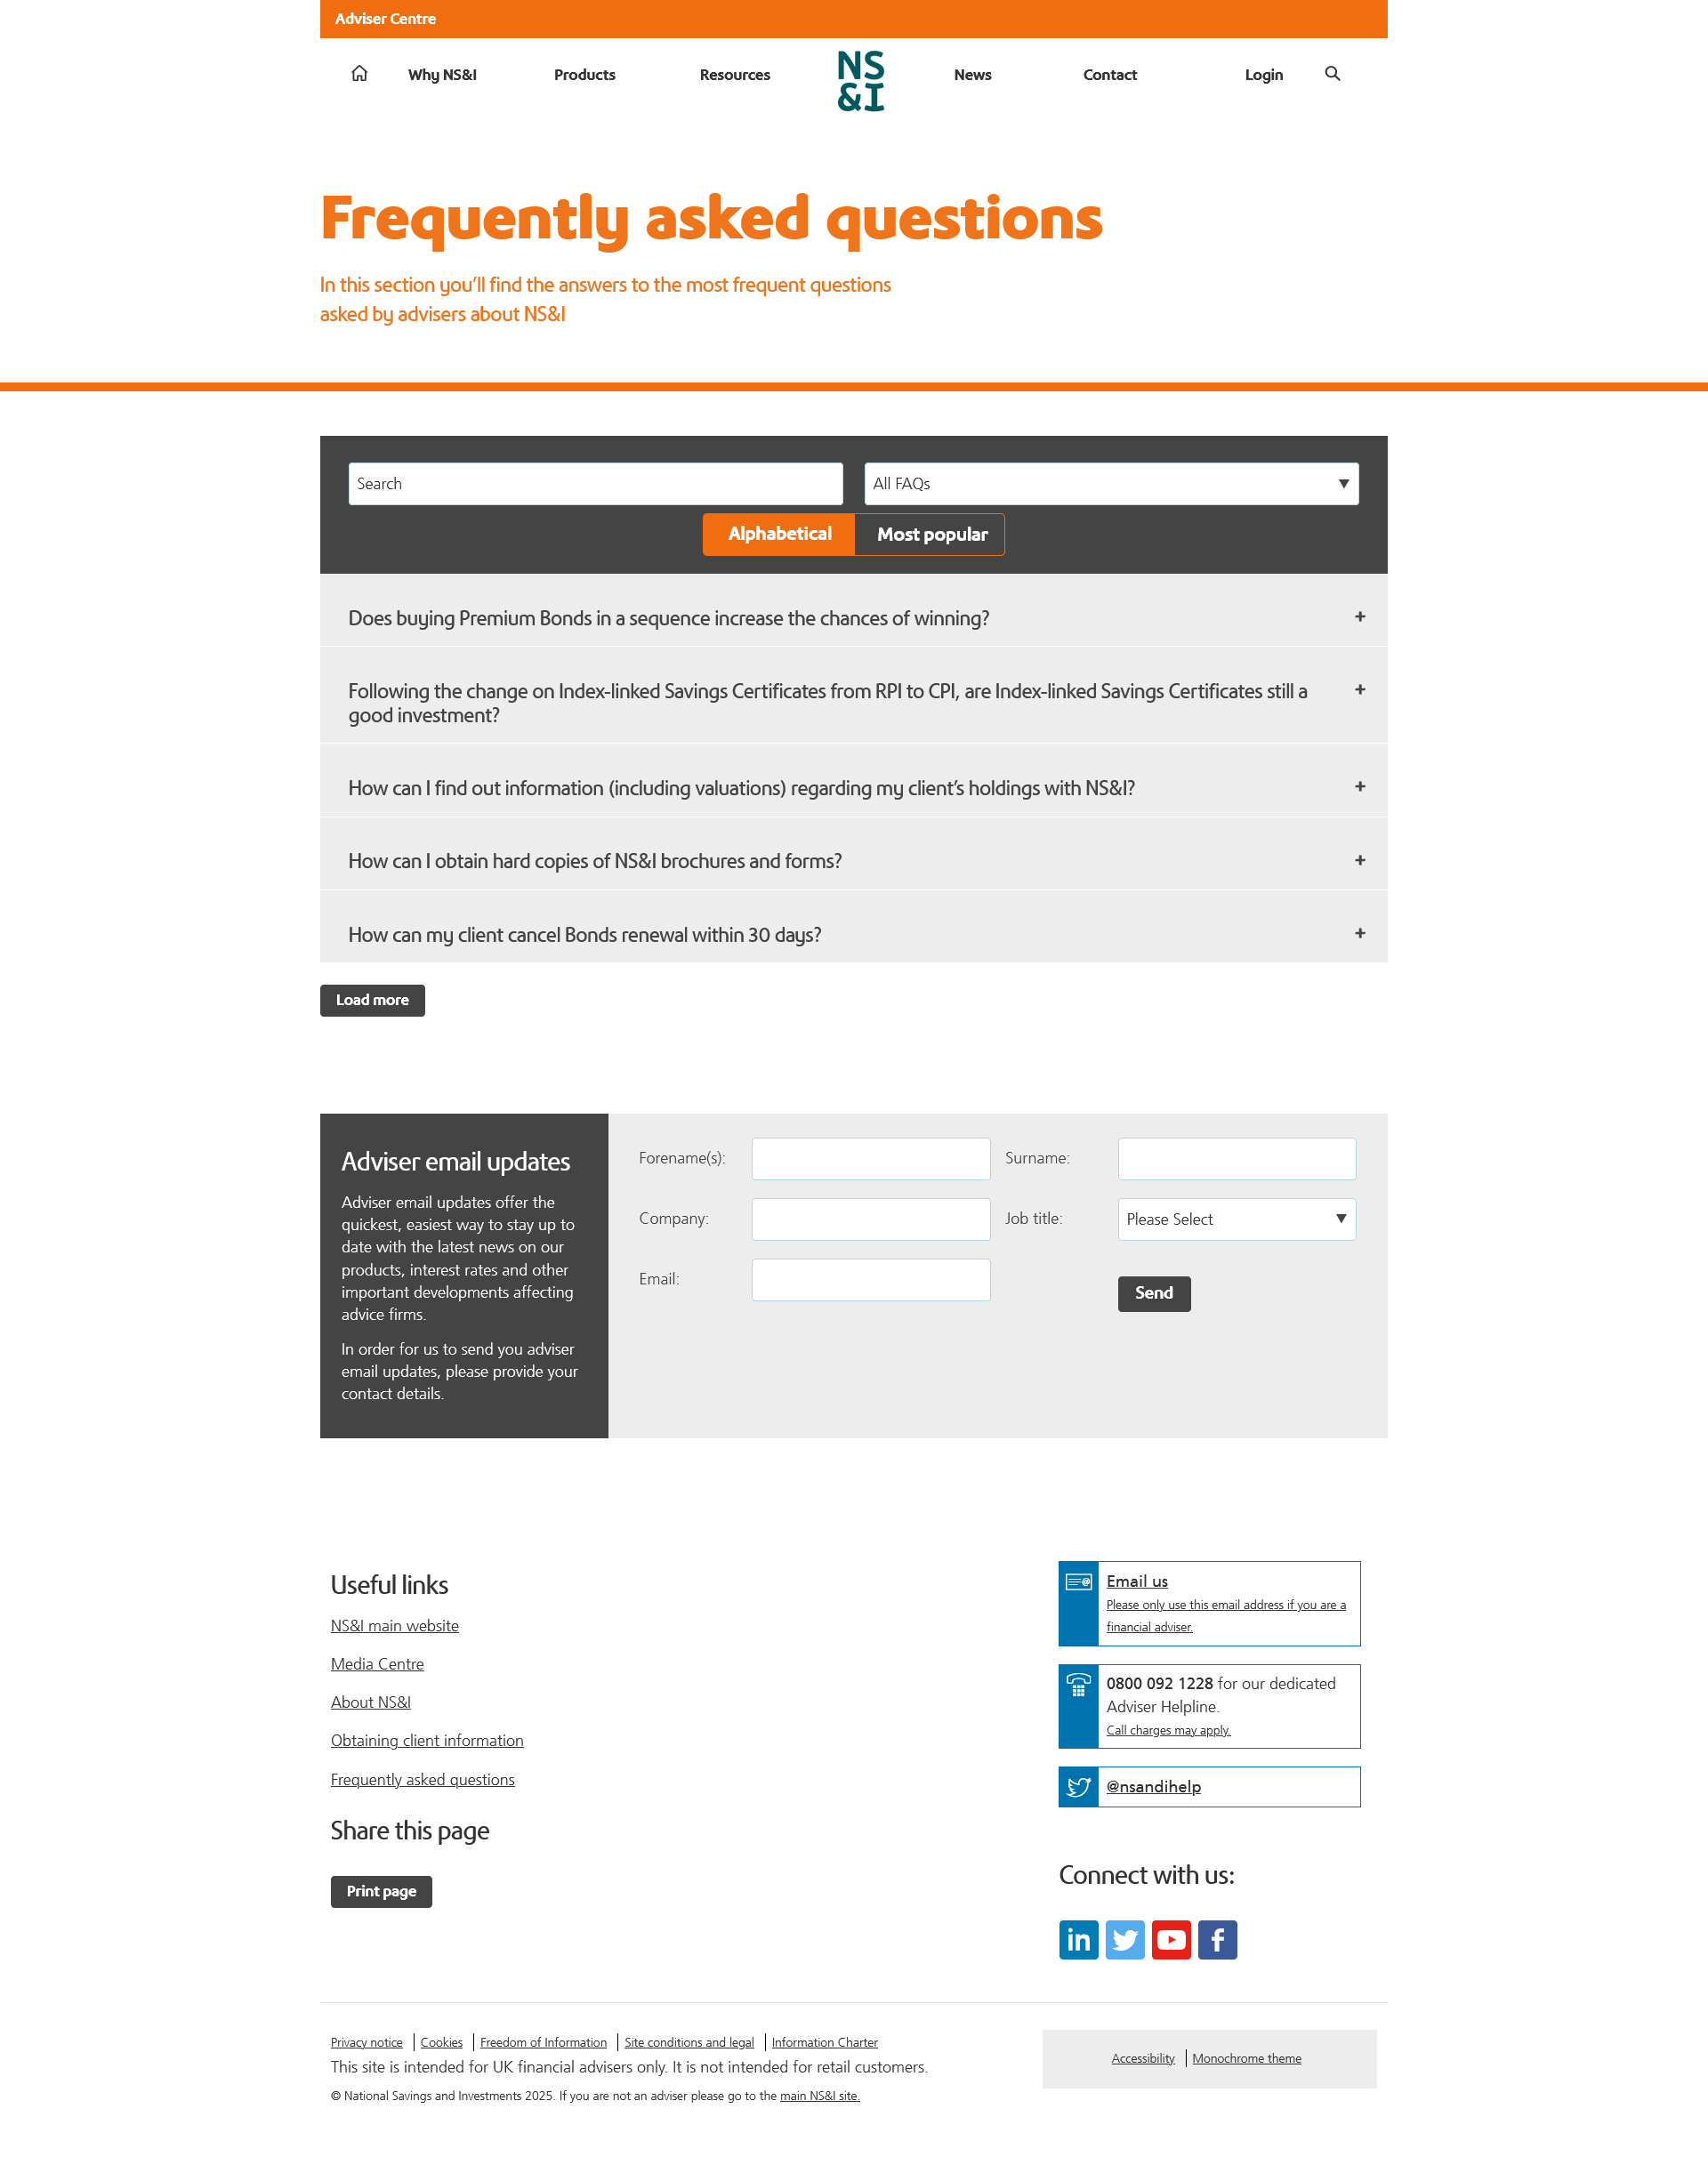 Adviser Centre
Why NS&I
Products
Resources
NS
&I
News
Contact
Login
Frequently asked questions
In this section you’ll find the answers to the most frequent questions
asked by advisers about NS&I
Search
All FAQs
Alphabetical
Most popular
Does buying Premium Bonds in a sequence increase the chances of winning?
+
Following the change on Index-linked Savings Certificates from RPI to CPI, are Index-linked Savings Certificates still a
good investment?
+
How can I find out information (including valuations) regarding my client’s holdings with NS&I?
+
How can I obtain hard copies of NS&I brochures and forms?
+
How can my client cancel Bonds renewal within 30 days?
+
Load more
Adviser email updates
Adviser email updates offer the
quickest, easiest way to stay up to
date with the latest news on our
products, interest rates and other
important developments affecting
advice firms.
In order for us to send you adviser
email updates, please provide your
contact details.
Forename(s):
Surname:
Company:
Job title:
Please Select
Email:
Send
Useful links
NS&I main website
Media Centre
About NS&I
Obtaining client information
Frequently asked questions
Share this page
Print page
Email us
Please only use this email address if you are a
financial adviser.
0800 092 1228 for our dedicated
Adviser Helpline.
Call charges may apply.
@nsandihelp
Connect with us:
Privacy notice
Cookies
Freedom of Information
Site conditions and legal
Information Charter
This site is intended for UK financial advisers only. It is not intended for retail customers.
© National Savings and Investments 2025. If you are not an adviser please go to the main NS&I site.
Accessibility
Monochrome theme